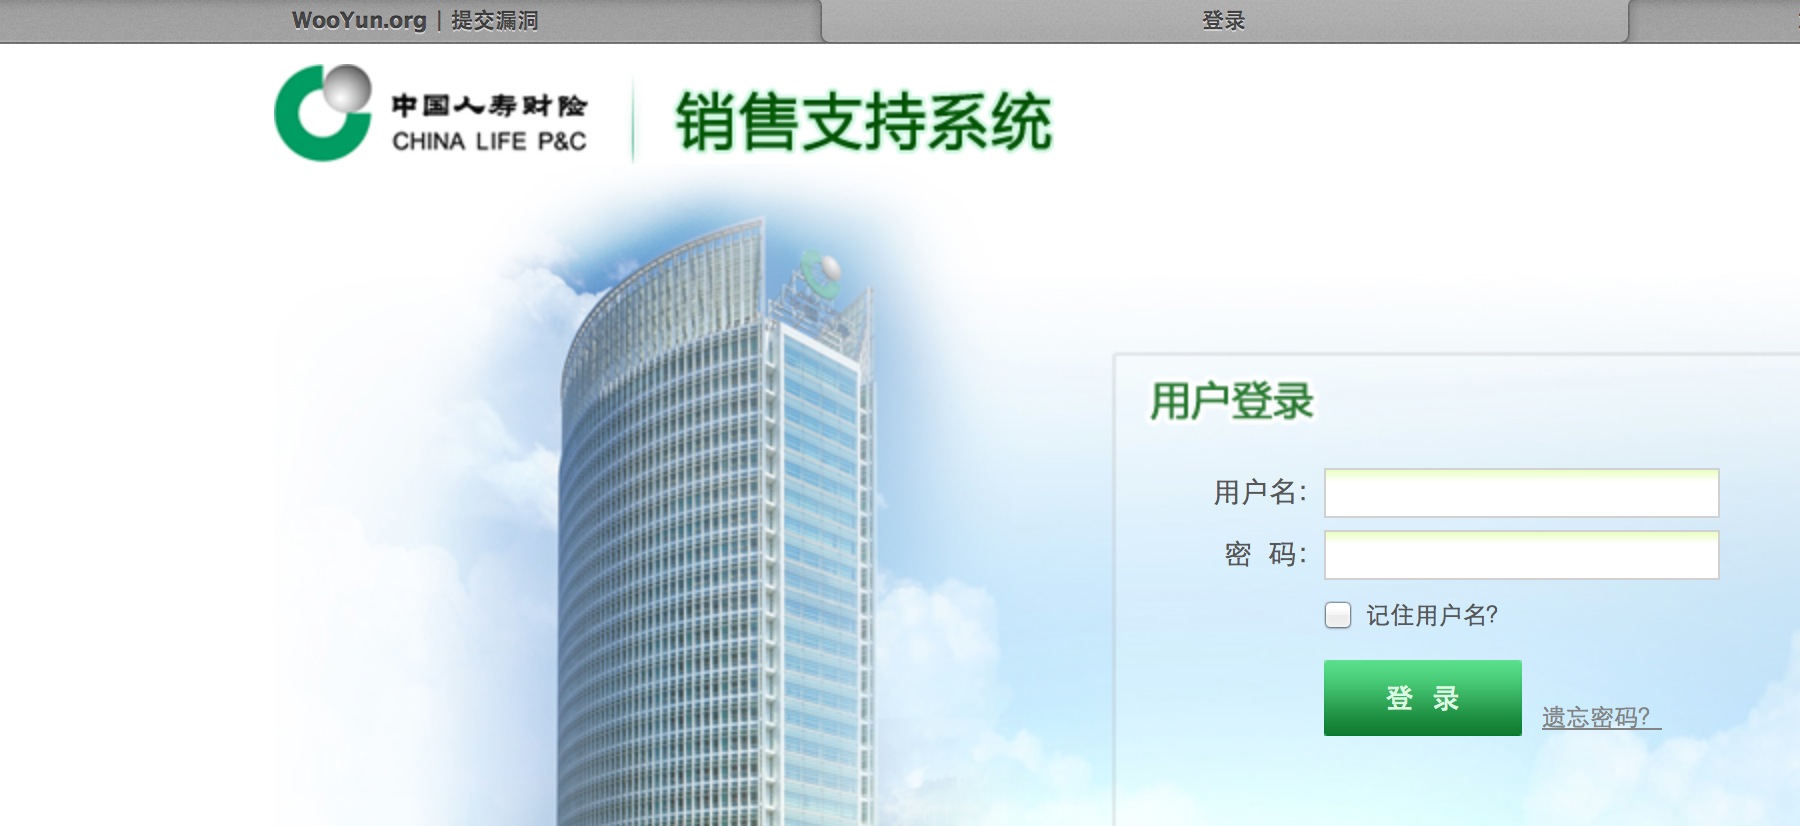 WooYun.org | 提交漏洞
登录
中国人寿财险
CHINA LIFE P&C
销售支持系统
用户登录
用户名:
密 码:
记住用户名?
登 录
遗忘密码?